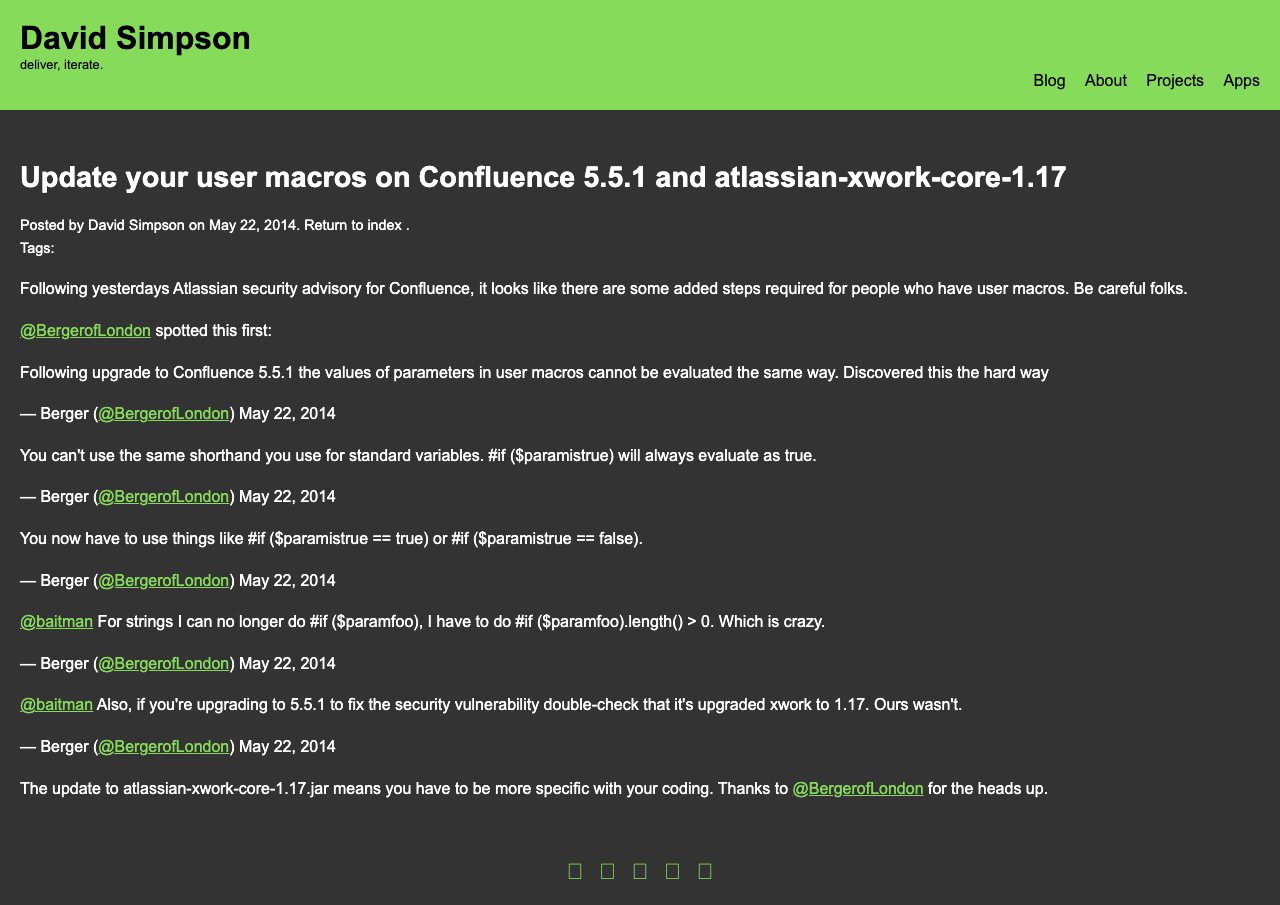 David Simpson
deliver, iterate.
Blog About Projects Apps
Update your user macros on Confluence 5.5.1 and atlassian-xwork-core-1.17
Posted by David Simpson on May 22, 2014. Return to index .
Tags:
Following yesterdays Atlassian security advisory for Confluence, it looks like there are some added steps required for people who have user macros. Be careful folks.
@BergerofLondon spotted this first:
Following upgrade to Confluence 5.5.1 the values of parameters in user macros cannot be evaluated the same way. Discovered this the hard way
— Berger (@BergerofLondon) May 22, 2014
You can't use the same shorthand you use for standard variables. #if ($paramistrue) will always evaluate as true.
— Berger (@BergerofLondon) May 22, 2014
You now have to use things like #if ($paramistrue == true) or #if ($paramistrue == false).
— Berger (@BergerofLondon) May 22, 2014
@baitman For strings I can no longer do #if ($paramfoo), I have to do #if ($paramfoo).length() > 0. Which is crazy.
— Berger (@BergerofLondon) May 22, 2014
@baitman Also, if you're upgrading to 5.5.1 to fix the security vulnerability double-check that it's upgraded xwork to 1.17. Ours wasn't.
— Berger (@BergerofLondon) May 22, 2014
The update to atlassian-xwork-core-1.17.jar means you have to be more specific with your coding. Thanks to @BergerofLondon for the heads up.